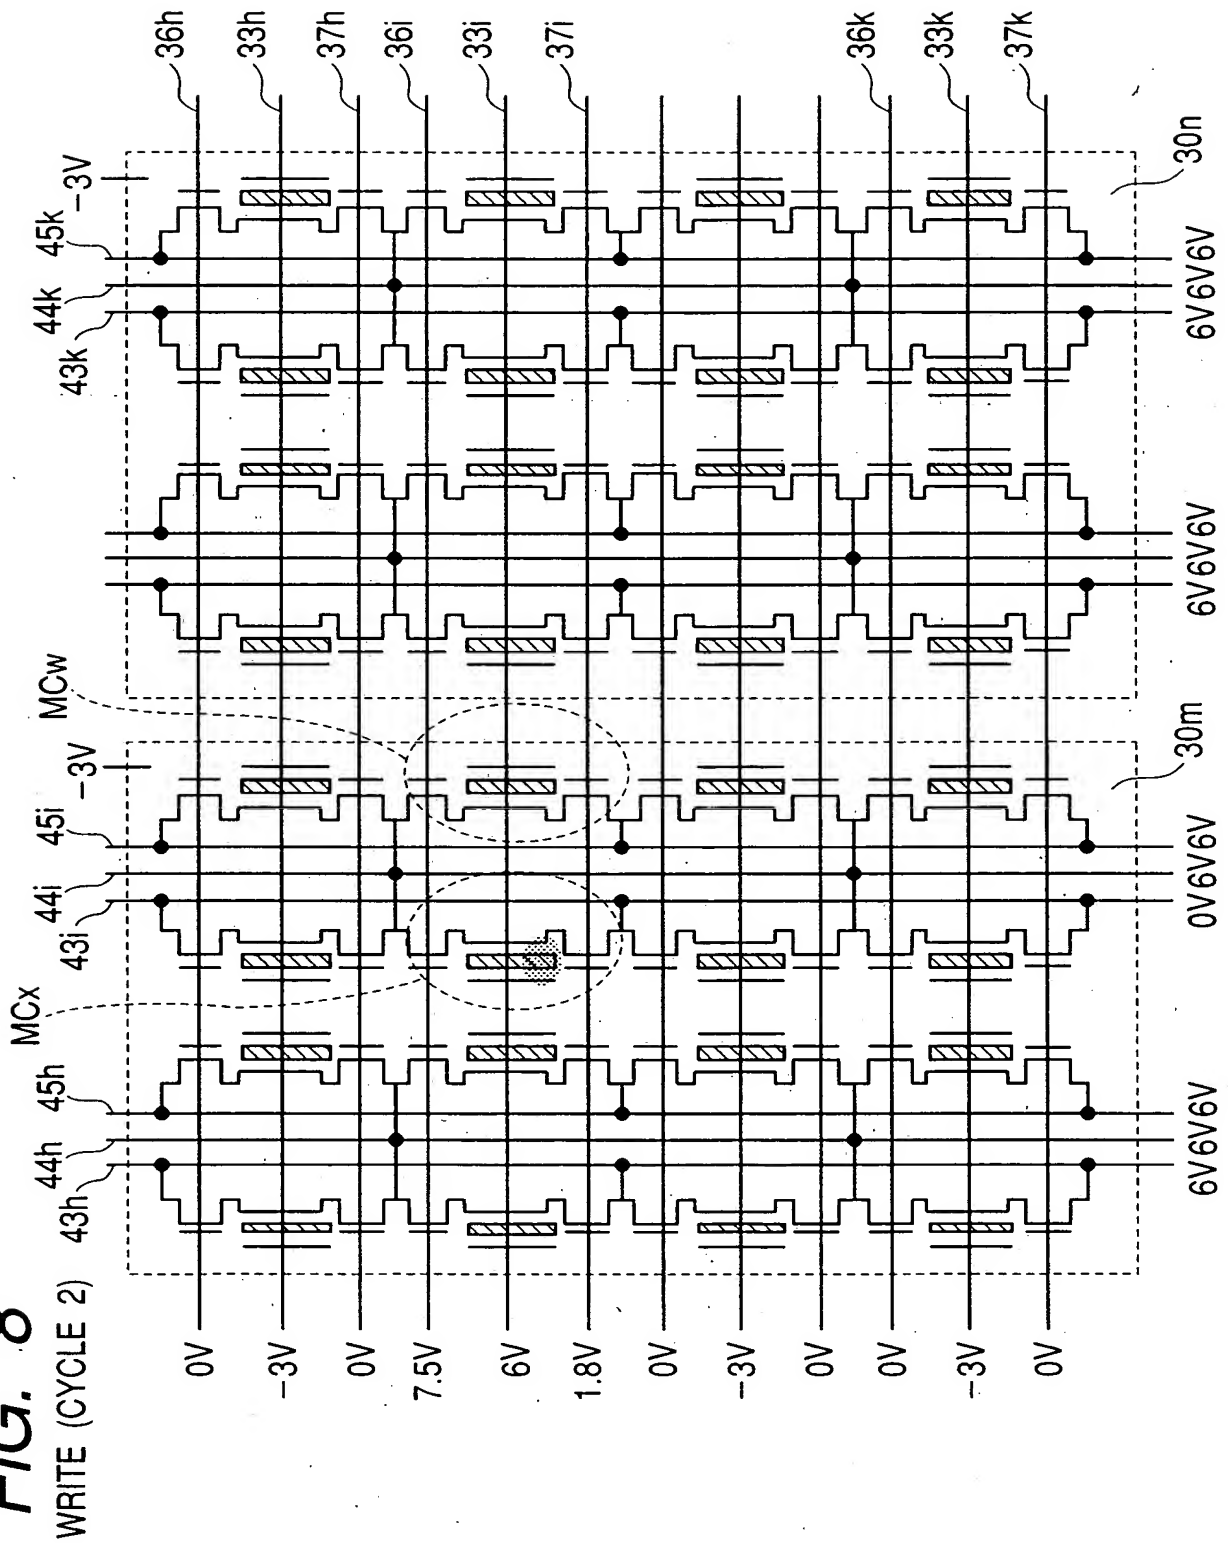 FIG. 8
WRITE (CYCLE 2)
43h 44h 45h MCx 43i 44i 45i -3V MCw 43k 44k 45k -3V
0V 36h
-3V 33h
0V 37h
7.5V 36i
6V 33i
1.8V 37i
0V
-3V
0V
0V 36k
-3V 33k
0V 37k
30m 30n
6V6V6V 0V6V6V 6V6V6V 6V6V6V